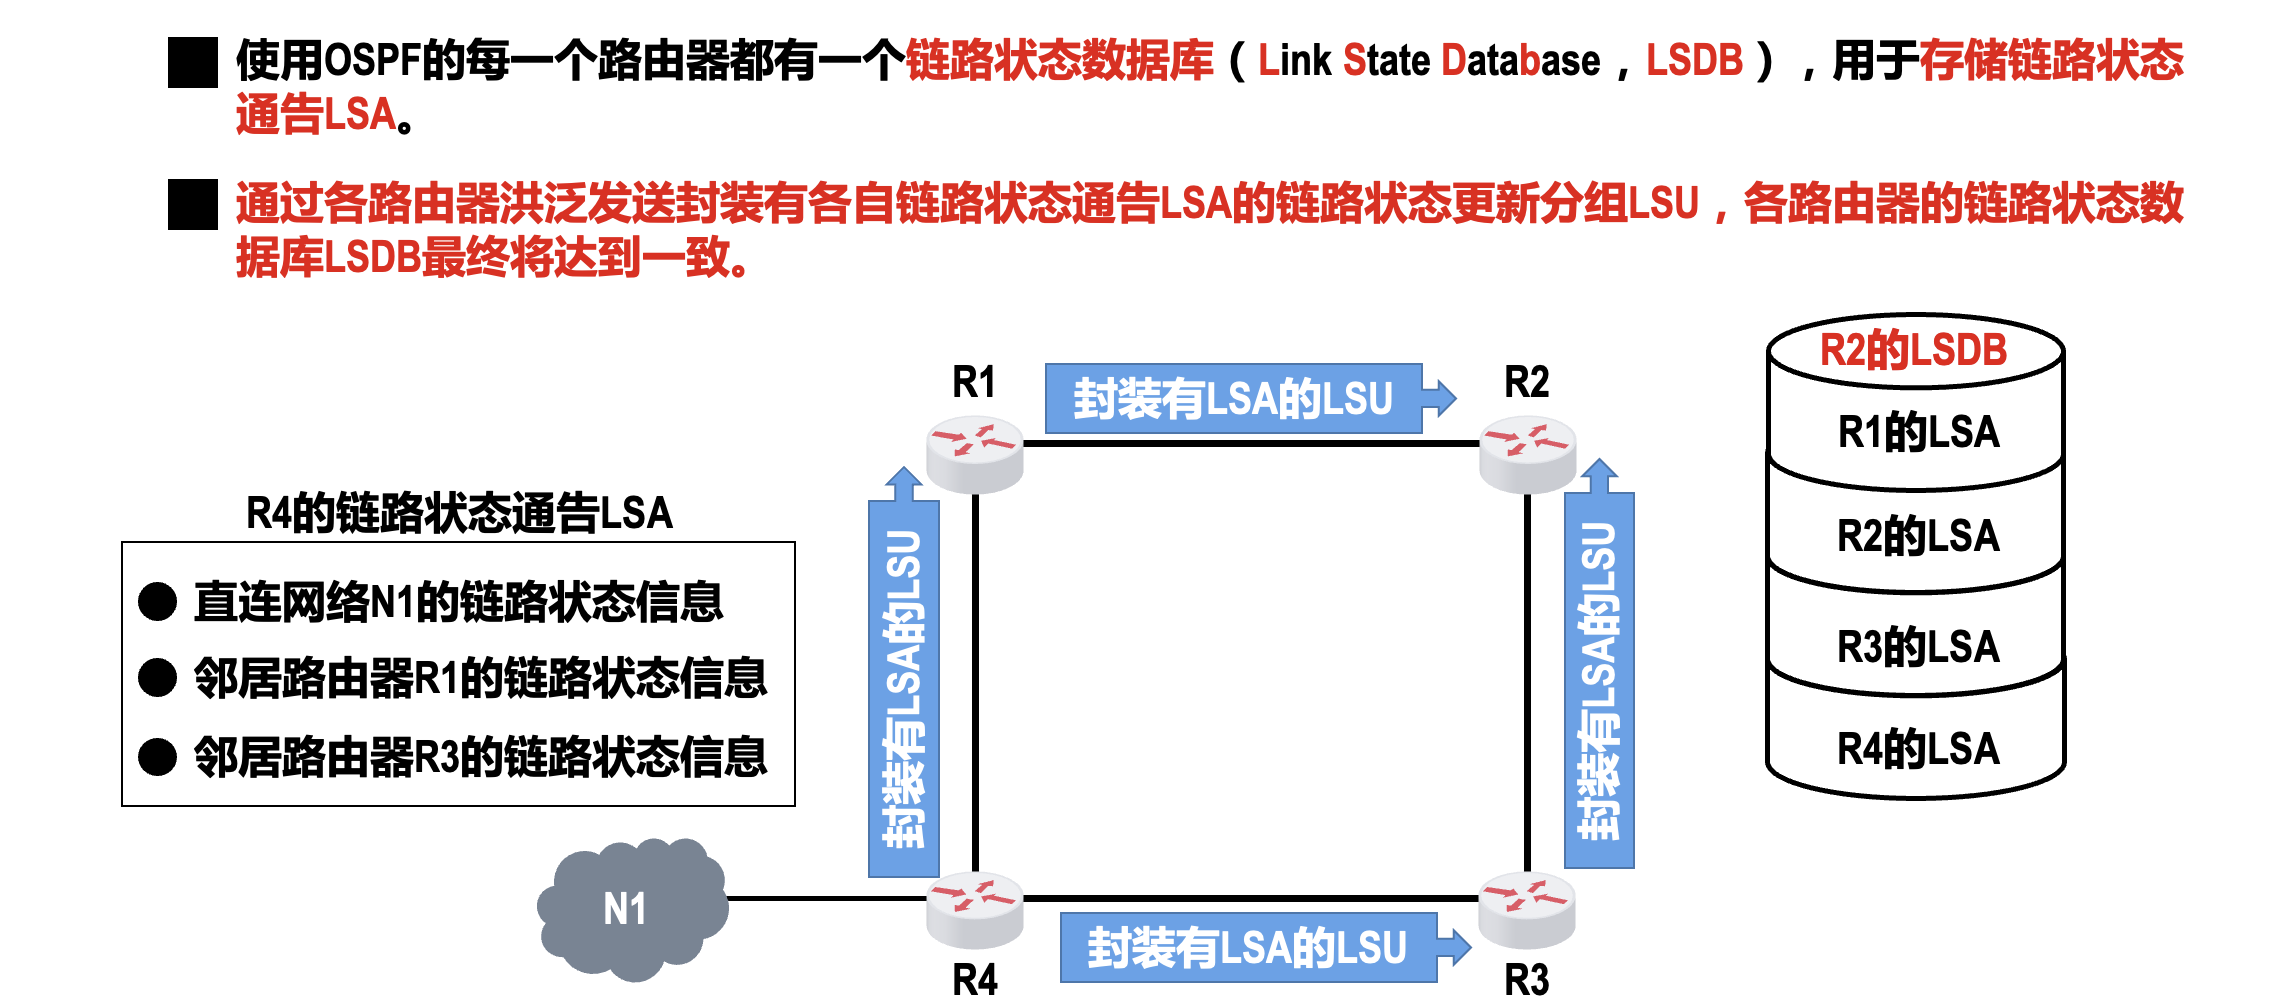 使用OSPF的每一个路由器都有一个链路状态数据库（Link State Database，LSDB），用于存储链路状态
通告LSA。
通过各路由器洪泛发送封装有各自链路状态通告LSA的链路状态更新分组LSU，各路由器的链路状态数
据库LSDB最终将达到一致。
R1
封装有LSA的LSU
R2
R2的LSDB
R1的LSA
R2的LSA
R3的LSA
R4的LSA
R4的链路状态通告LSA
直连网络N1的链路状态信息
邻居路由器R1的链路状态信息
邻居路由器R3的链路状态信息
封装有LSA的LSU
封装有LSA的LSU
N1
封装有LSA的LSU
R4
R3